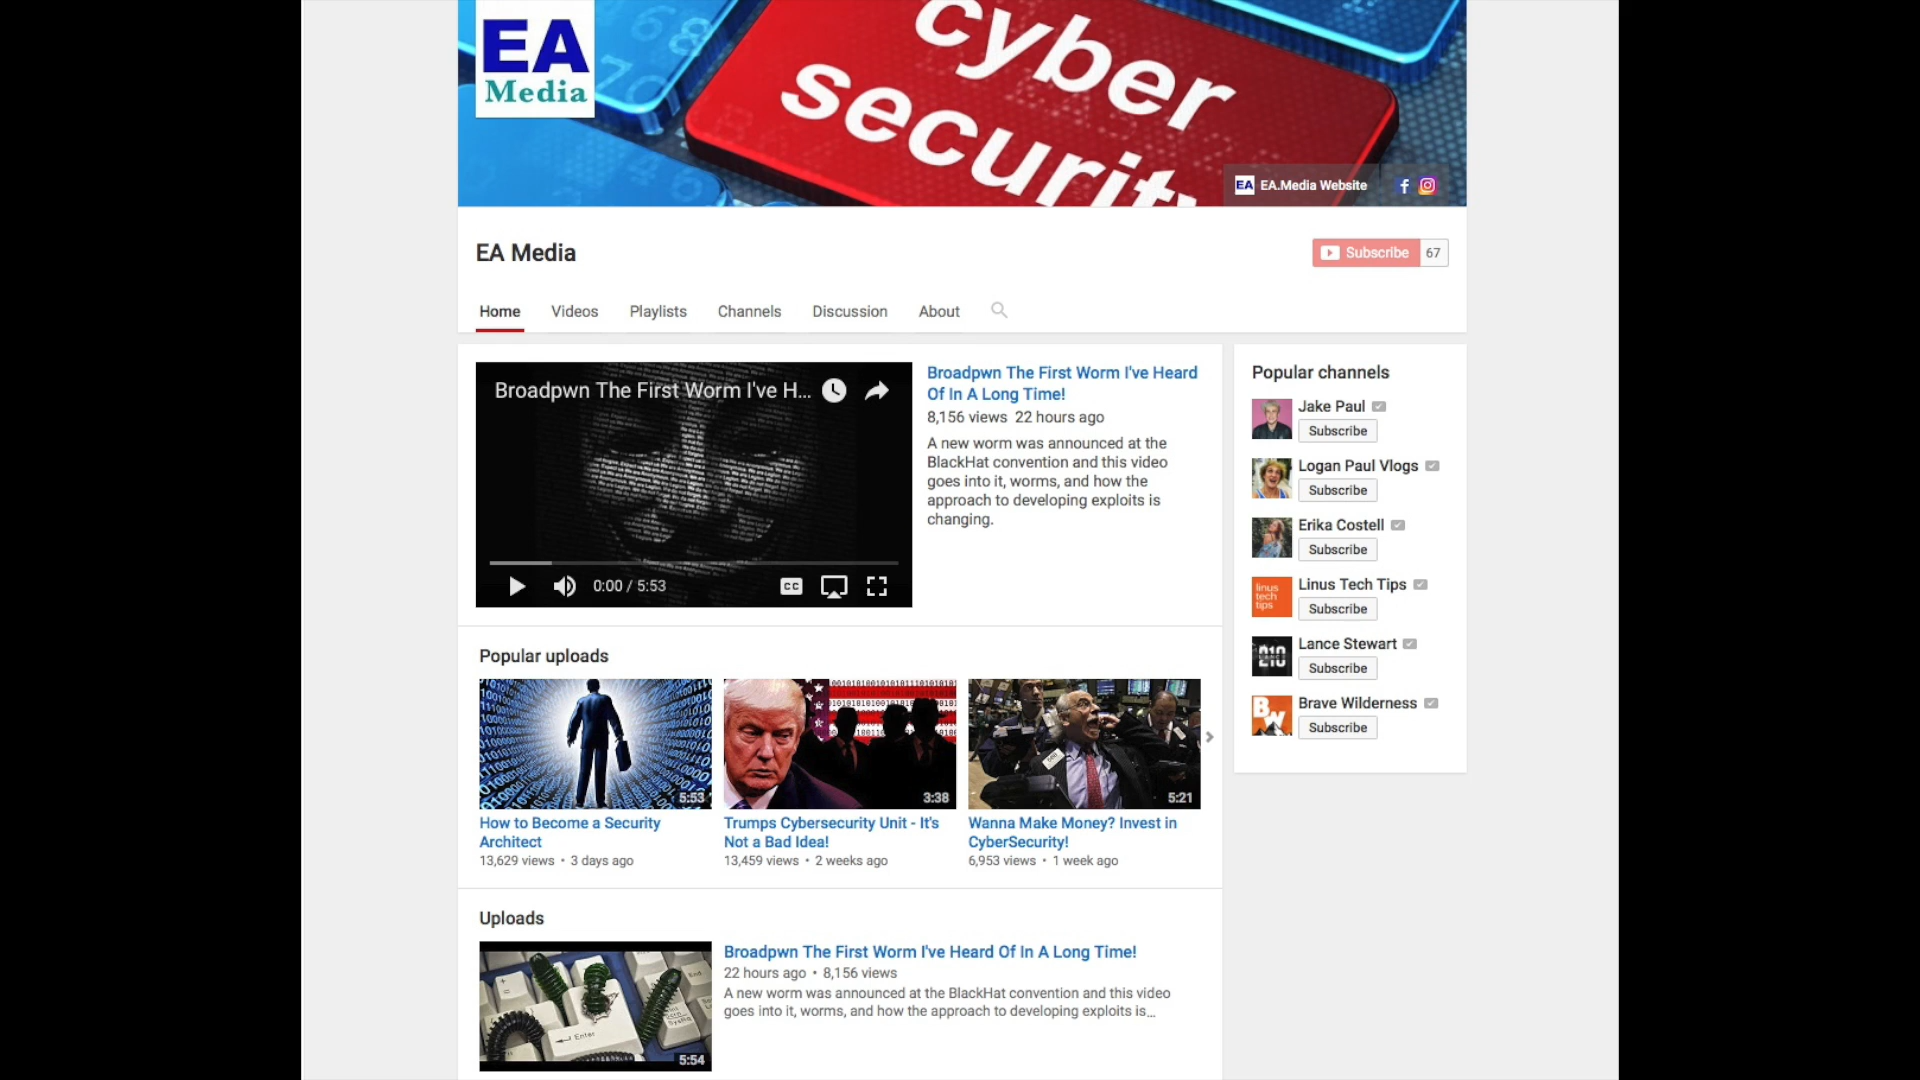 EA
Media
cyber
security
EA EA.Media Website
EA Media
Subscribe 67
Home Videos Playlists Channels Discussion About
Broadpwn The First Worm I've H...
0:00 / 5:53
CC
Broadpwn The First Worm I've Heard
Of In A Long Time!
8,156 views 22 hours ago
A new worm was announced at the
BlackHat convention and this video
goes into it, worms, and how the
approach to developing exploits is
changing.
Popular channels
Jake Paul
Subscribe
Logan Paul Vlogs
Subscribe
Erika Costell
Subscribe
linus
tech
tips
Linus Tech Tips
Subscribe
210
Lance Stewart
Subscribe
BW
Brave Wilderness
Subscribe
Popular uploads
5:53
3:38
5:21
How to Become a Security
Architect
13,629 views • 3 days ago
Trumps Cybersecurity Unit - It's
Not a Bad Idea!
13,459 views • 2 weeks ago
Wanna Make Money? Invest in
CyberSecurity!
6,953 views • 1 week ago
Uploads
Enter
End
5:54
Broadpwn The First Worm I've Heard Of In A Long Time!
22 hours ago • 8,156 views
A new worm was announced at the BlackHat convention and this video
goes into it, worms, and how the approach to developing exploits is...